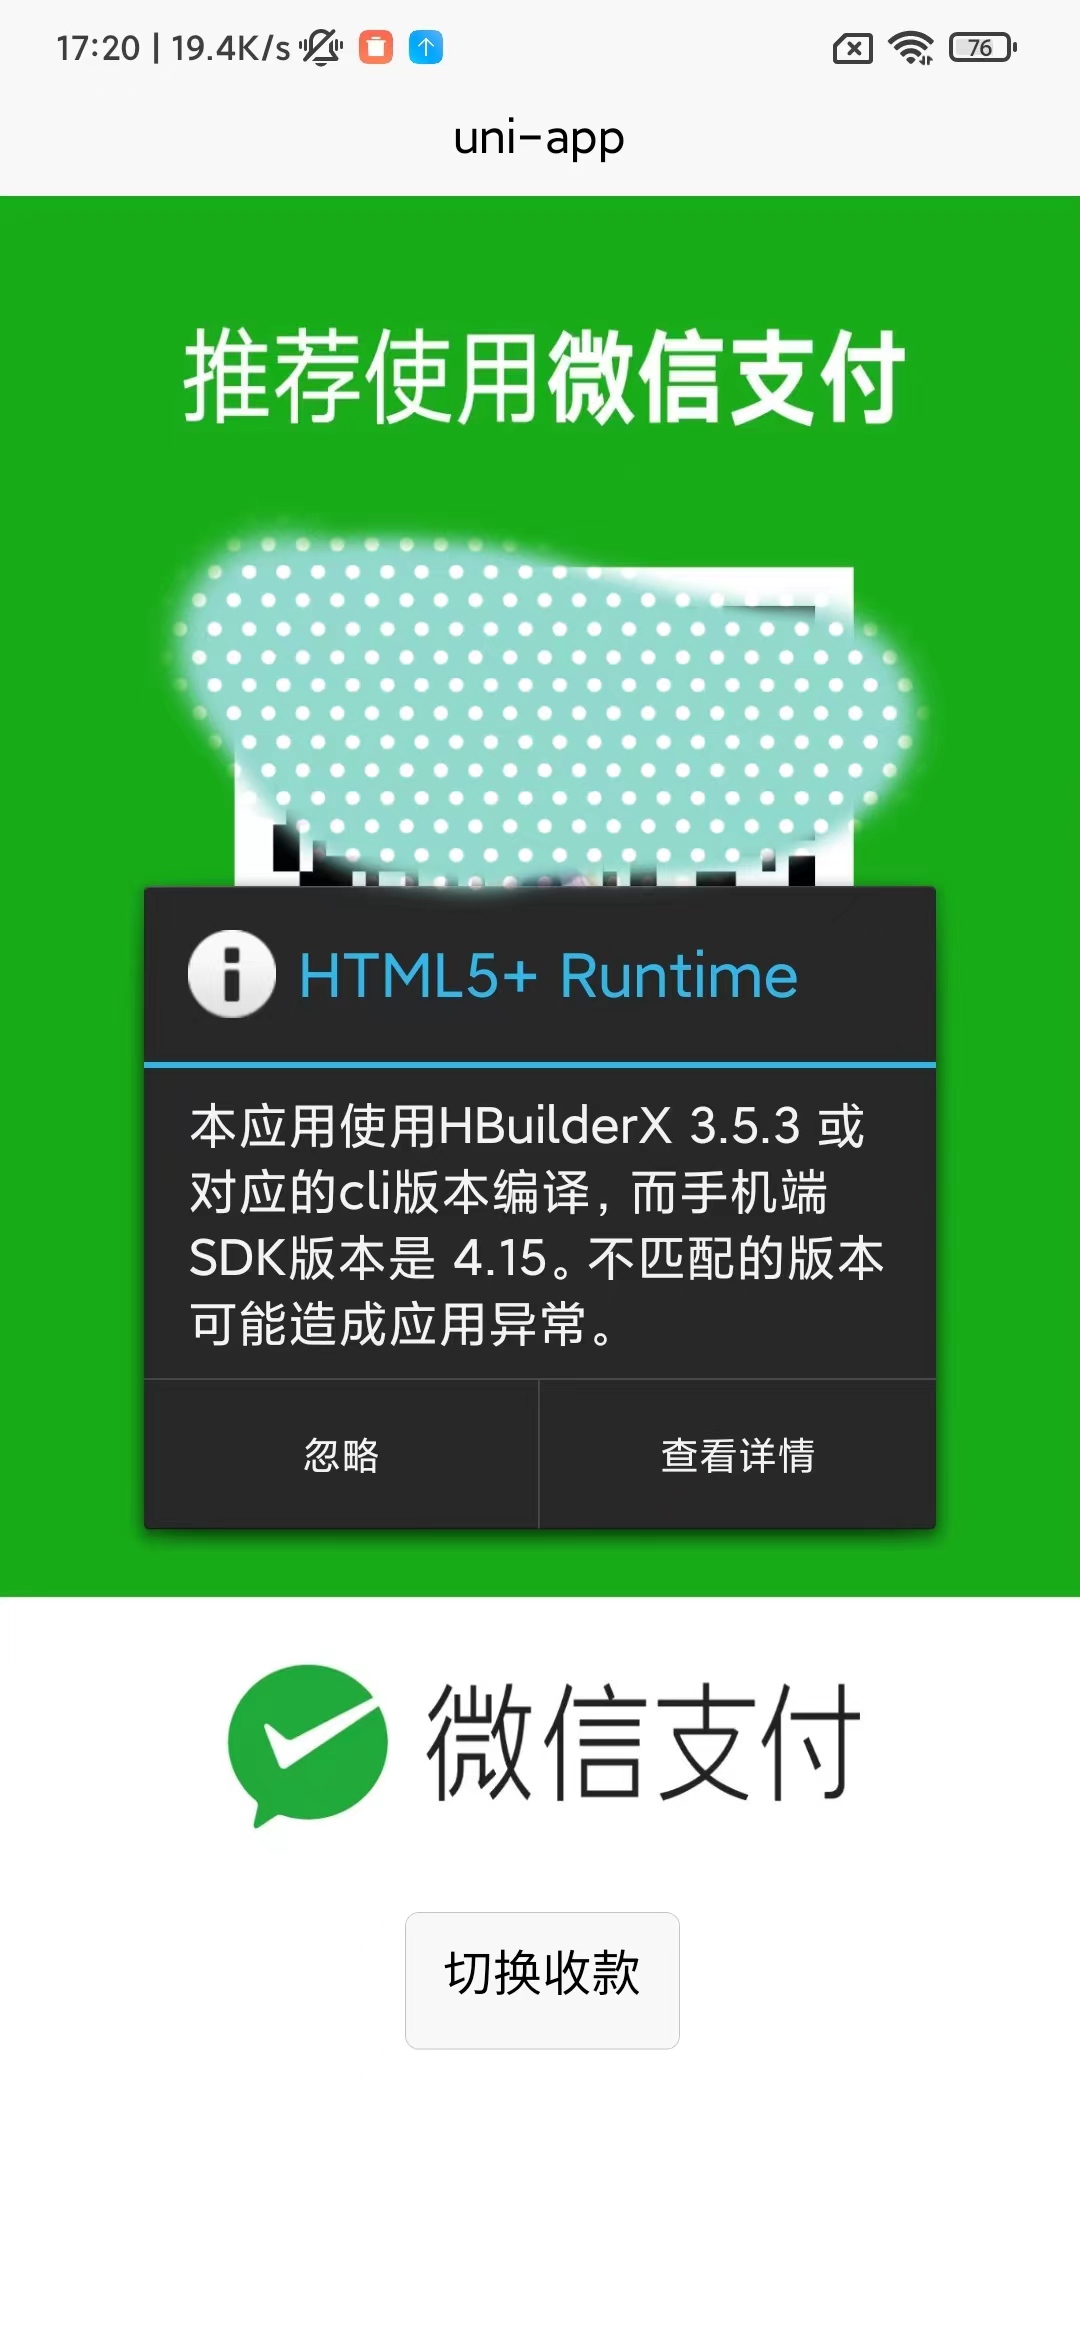 17:20 | 19.4K/s
76
uni-app
推荐使用微信支付
HTML5+ Runtime
本应用使用HBuilderX 3.5.3 或
对应的cli版本编译，而手机端
SDK版本是 4.15。不匹配的版本
可能造成应用异常。
忽略
查看详情
微信支付
切换收款